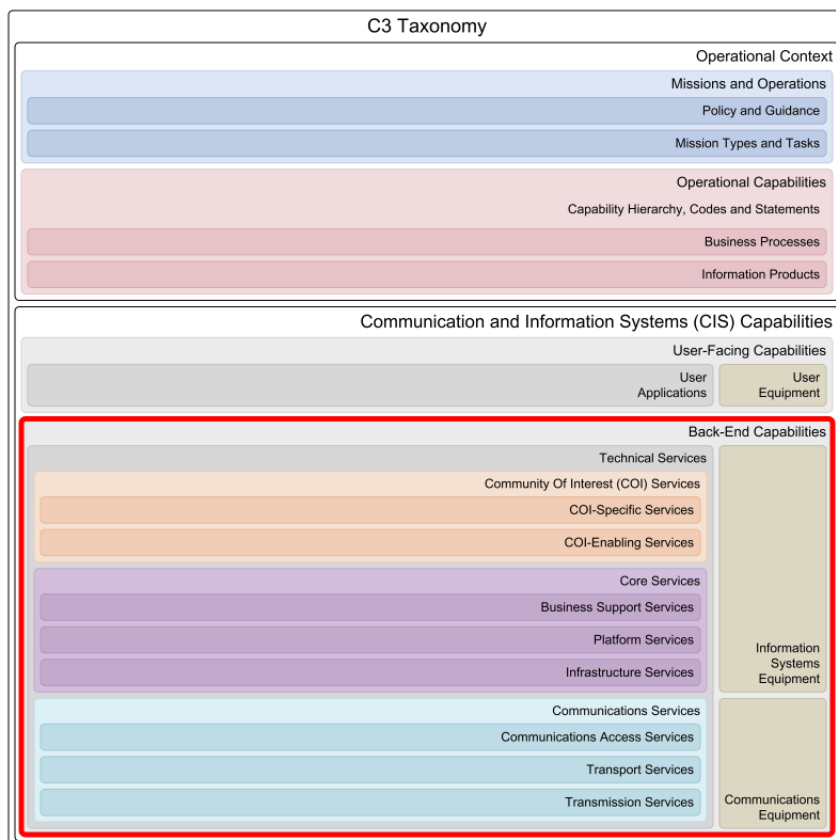 C3 Taxonomy
Operational Context
Missions and Operations
Policy and Guidance
Mission Types and Tasks
Operational Capabilities
Capability Hierarchy, Codes and Statements
Business Processes
Information Products
Communication and Information Systems (CIS) Capabilities
User-Facing Capabilities
User
Applications
User
Equipment
Back-End Capabilities
Technical Services
Community Of Interest (COI) Services
COI-Specific Services
COI-Enabling Services
Core Services
Business Support Services
Platform Services
Infrastructure Services
Information
Systems
Equipment
Communications Services
Communications Access Services
Transport Services
Transmission Services
Communications
Equipment